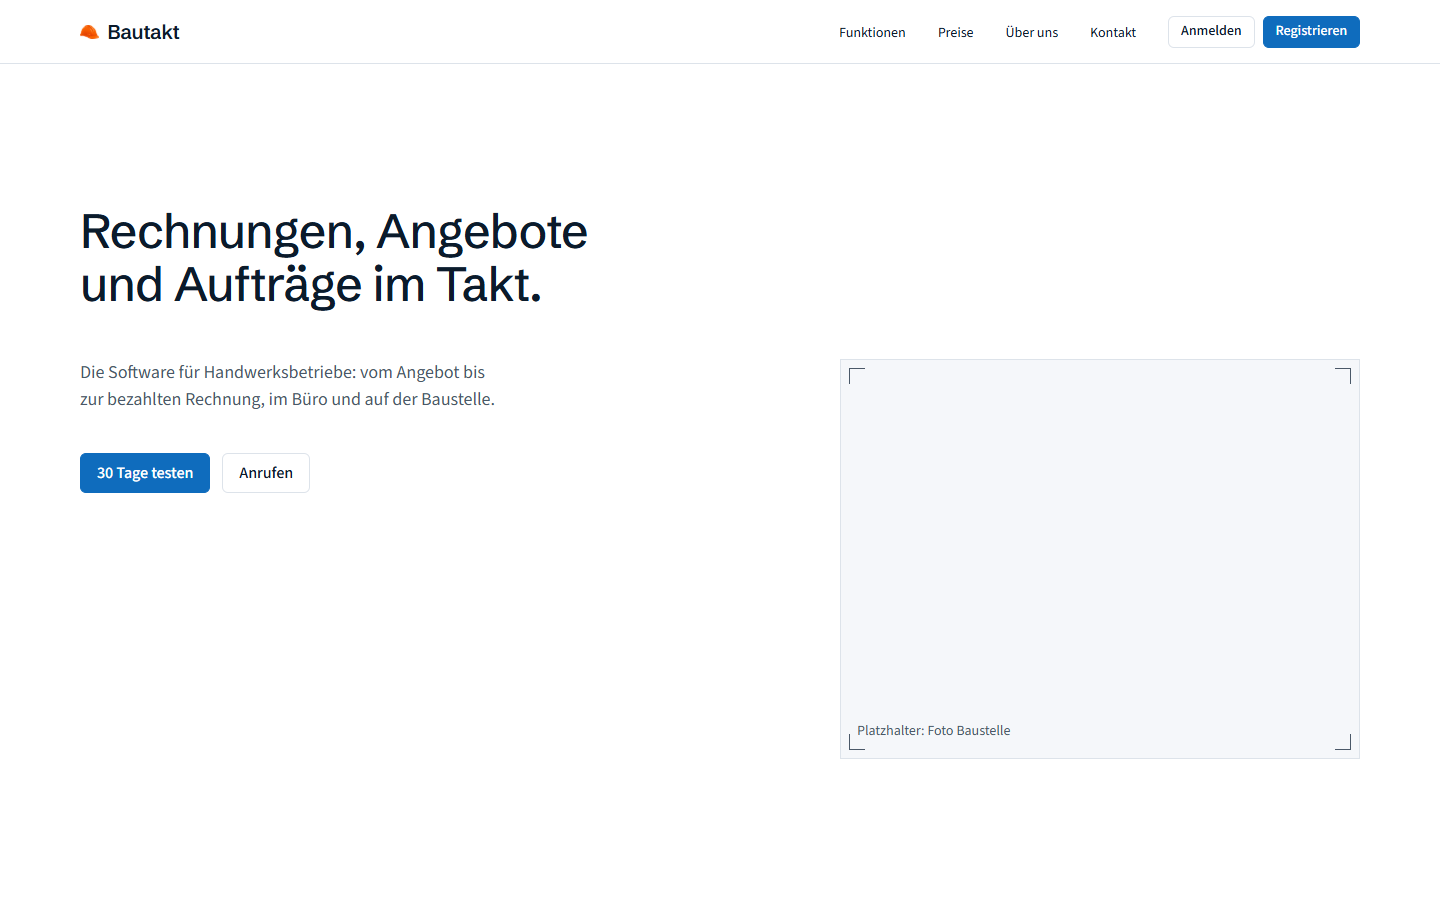 Bautakt
Funktionen
Preise
Über uns
Kontakt
Anmelden
Registrieren
Rechnungen, Angebote
und Aufträge im Takt.
Die Software für Handwerksbetriebe: vom Angebot bis
zur bezahlten Rechnung, im Büro und auf der Baustelle.
30 Tage testen
Anrufen
Platzhalter: Foto Baustelle